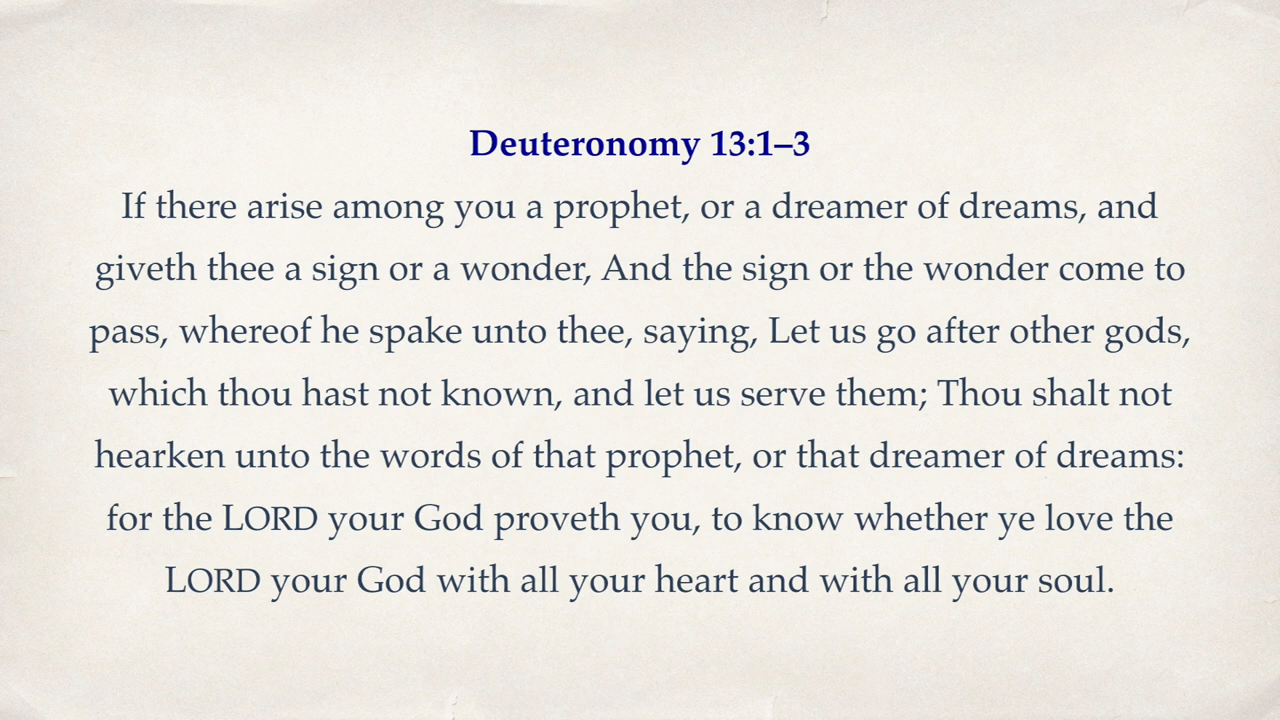 Deuteronomy 13:1–3
If there arise among you a prophet, or a dreamer of dreams, and
giveth thee a sign or a wonder, And the sign or the wonder come to
pass, whereof he spake unto thee, saying, Let us go after other gods,
which thou hast not known, and let us serve them; Thou shalt not
hearken unto the words of that prophet, or that dreamer of dreams:
for the LORD your God proveth you, to know whether ye love the
LORD your God with all your heart and with all your soul.